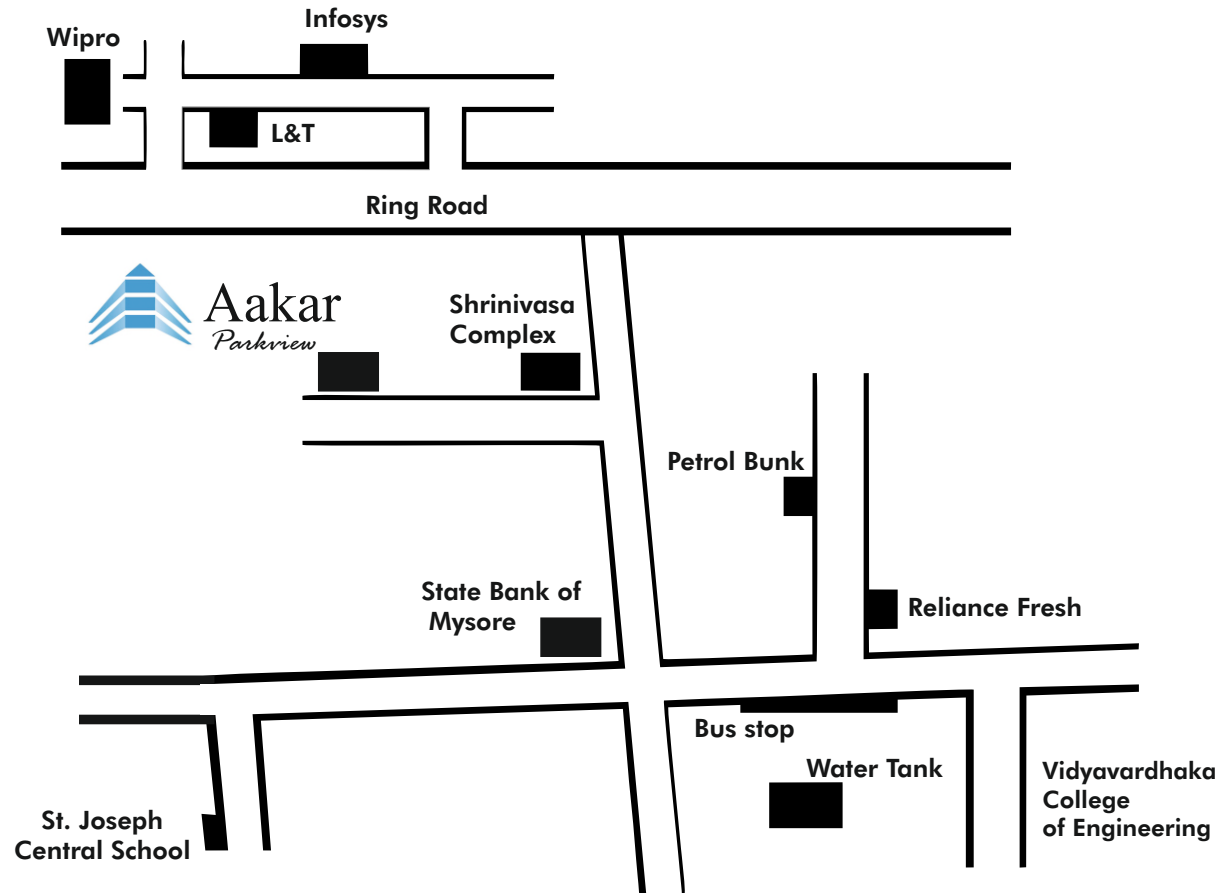 Infosys
Wipro
L&T
Ring Road
Aakar
Parkview
Shrinivasa
Complex
Petrol Bunk
State Bank of
Mysore
Reliance Fresh
Bus stop
Water Tank
Vidyavardhaka
College
of Engineering
St. Joseph
Central School